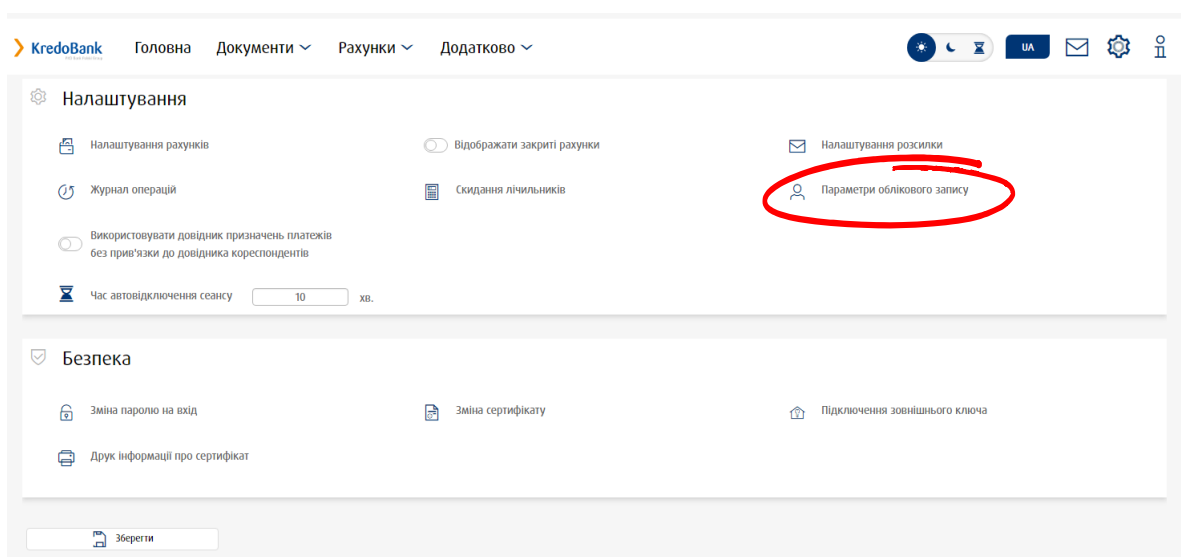 KredoBank Головна Документи Рахунки Додатково UA
Налаштування
Налаштування рахунків Відображати закриті рахунки Налаштування розсилки
Журнал операцій Скидання лічильників Параметри облікового запису
Використовувати довідник призначень платежів
без прив'язки до довідника кореспондентів
Час автовідключення сеансу 10 хв.
Безпека
Зміна паролю на вхід Зміна сертифікату Підключення зовнішнього ключа
Друк інформації про сертифікат
Зберегти